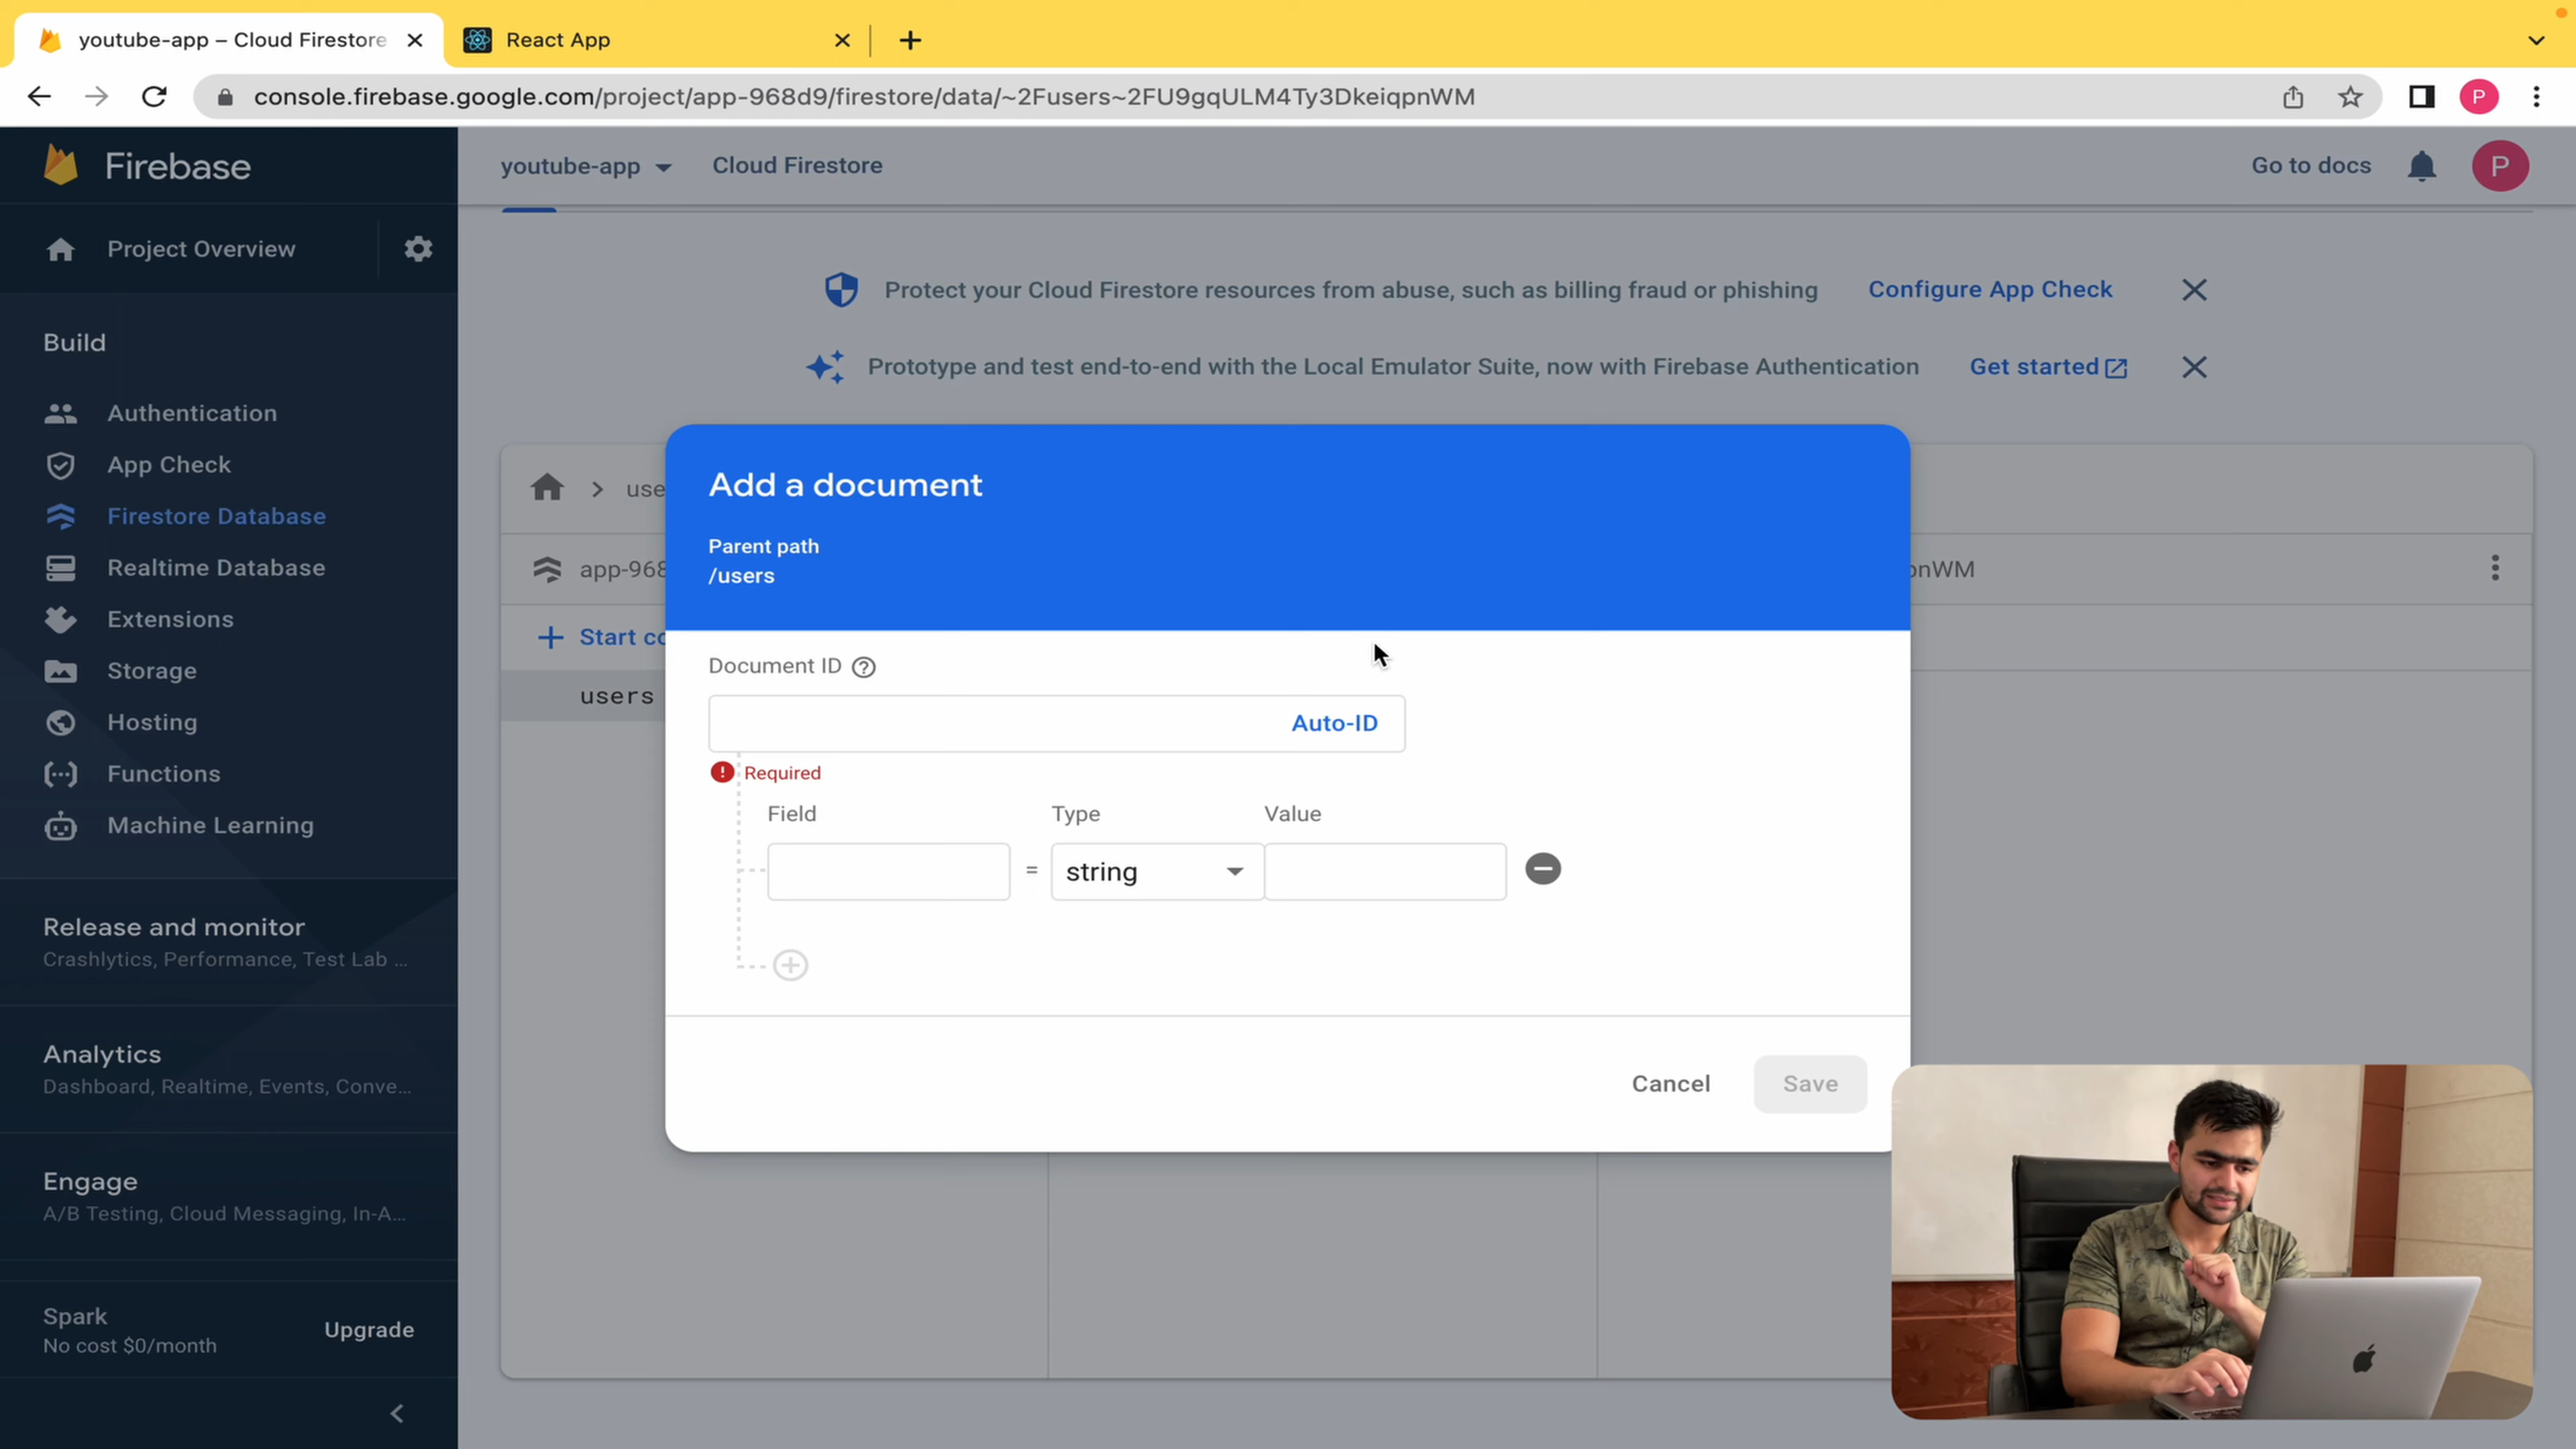 youtube-app – Cloud Firestore
React App
console.firebase.google.com/project/app-968d9/firestore/data/~2Fusers~2FU9gqULM4Ty3DkeiqpnWM
P
Firebase
youtube-app
Cloud Firestore
Go to docs
P
Project Overview
Protect your Cloud Firestore resources from abuse, such as billing fraud or phishing
Configure App Check
Prototype and test end-to-end with the Local Emulator Suite, now with Firebase Authentication
Get started
Build
Authentication
App Check
Firestore Database
Realtime Database
Extensions
Storage
Hosting
Functions
Machine Learning
Release and monitor
Crashlytics, Performance, Test Lab ...
Analytics
Dashboard, Realtime, Events, Conve...
Engage
A/B Testing, Cloud Messaging, In-A...
Spark
No cost $0/month
Upgrade
use
app-968
Start co
users
pnWM
Add a document
Parent path
/users
Document ID
Auto-ID
Required
Field
Type
Value
=
string
Cancel
Save